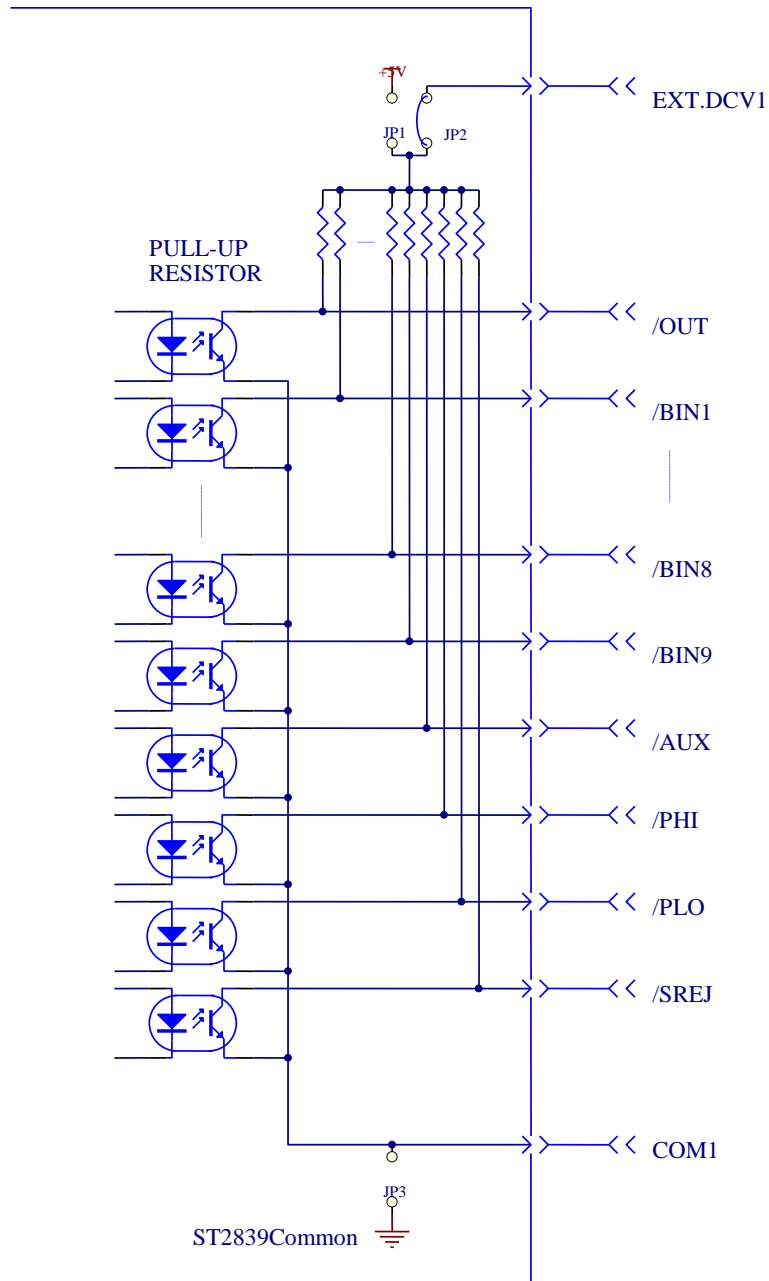 +5V
EXT.DCV1
JP1
JP2
PULL-UP
RESISTOR
/OUT
/BIN1
/BIN8
/BIN9
/AUX
/PHI
/PLO
/SREJ
COM1
JP3
ST2839Common